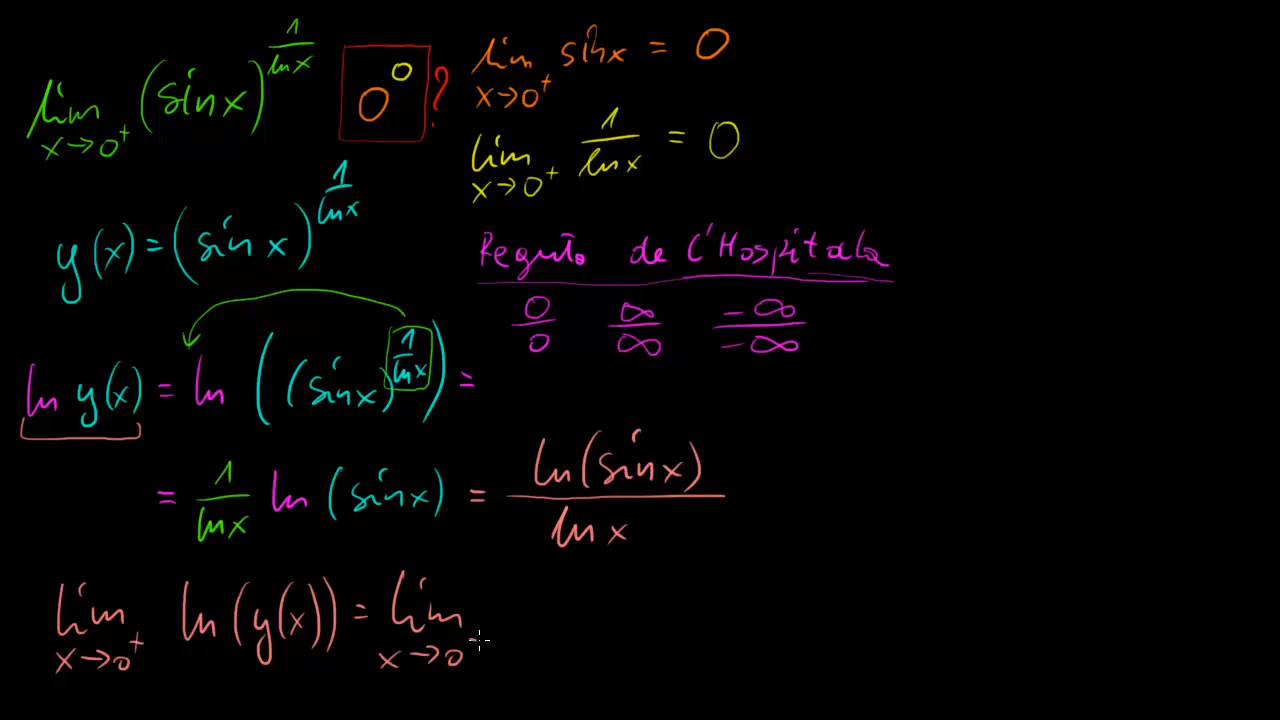 lim x→0⁺ (sin x)^(1/ln x) 0⁰ ?
lim x→0⁺ sin x = 0
lim x→0⁺ 1/ln x = 0
y(x) = (sin x)^(1/ln x)
Reguła de l'Hospitala
0/0 ∞/∞ -∞/-∞
ln y(x) = ln ((sin x)^(1/ln x)) =
= 1/ln x ln (sin x) = ln(sin x)/ln x
lim x→0⁺ ln(y(x)) = lim x→0